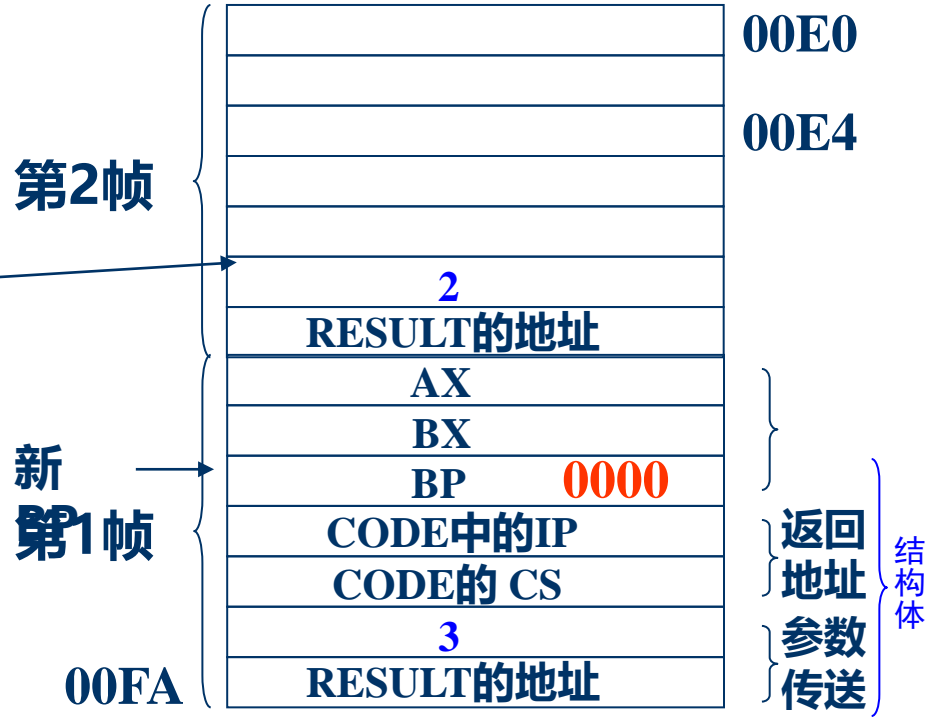 00E0
00E4
第2帧
2
RESULT的地址
AX
BX
新
BP
BP 0000
第1帧
CODE中的IP
返回
地址
CODE的 CS
结构体
3
参数
传送
00FA
RESULT的地址